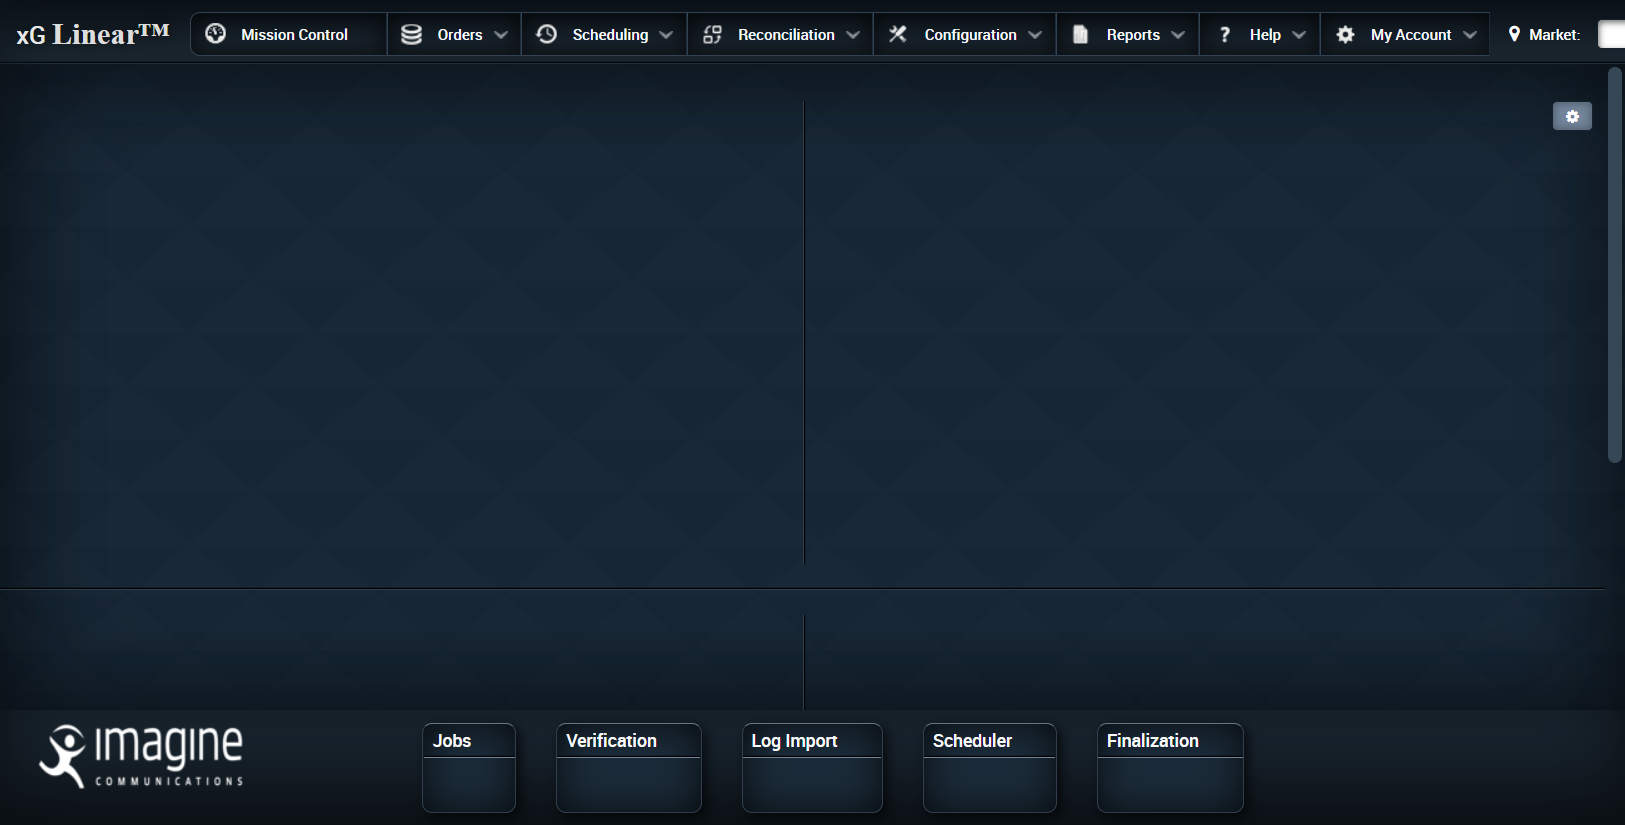 xG Linear™
Mission Control
Orders
Scheduling
Reconciliation
Configuration
Reports
Help
My Account
Market:
imagine
COMMUNICATIONS
Jobs
Verification
Log Import
Scheduler
Finalization